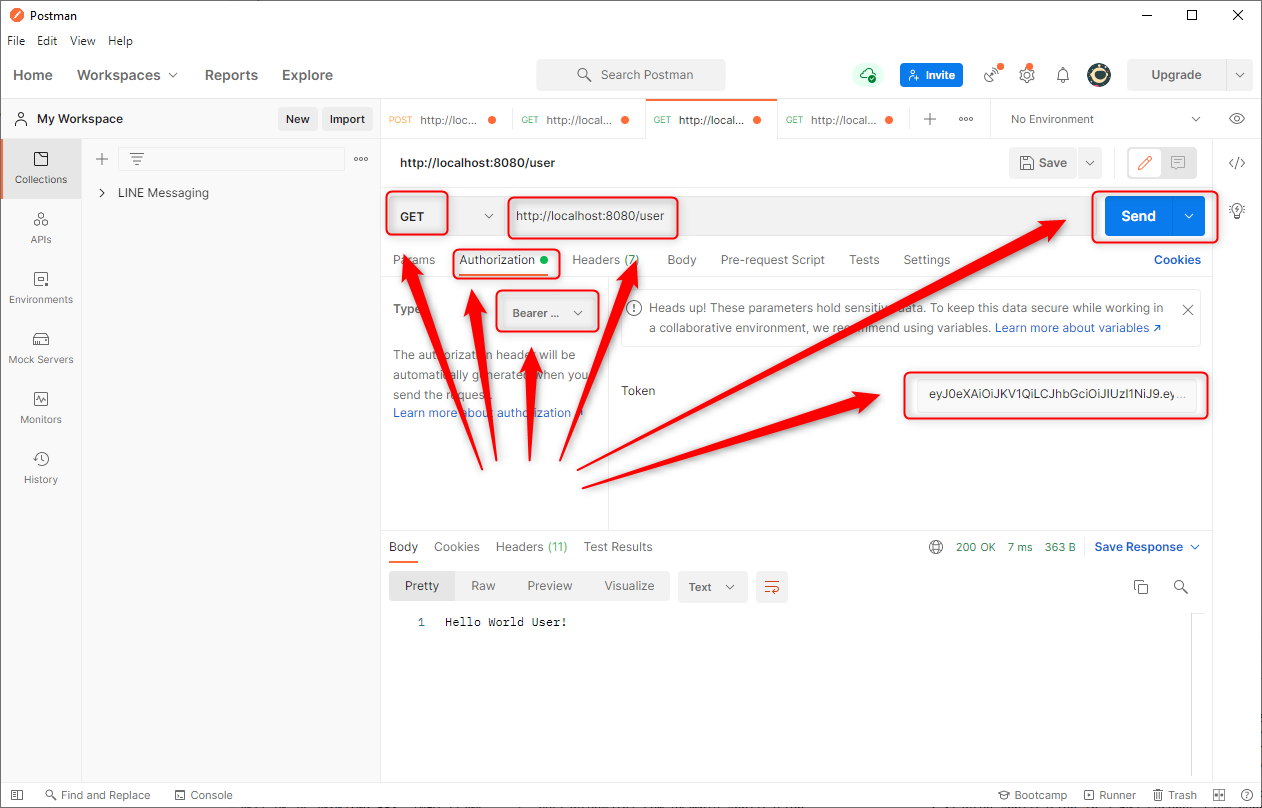 Postman
File Edit View Help
Home Workspaces Reports Explore Search Postman Invite Upgrade
My Workspace New Import POST http://loc... GET http://local... GET http://local... GET http://local... No Environment
Collections
LINE Messaging
http://localhost:8080/user Save
GET http://localhost:8080/user Send
APIs
Params Authorization Headers (7) Body Pre-request Script Tests Settings Cookies
Environments
Type Bearer ...
Heads up! These parameters hold sensitive data. To keep this data secure while working in
a collaborative environment, we recommend using variables. Learn more about variables
Mock Servers
The authorization header will be
automatically generated when you
send the request.
Learn more about authorization
Token eyJ0eXAiOiJKV1QiLCJhbGciOiJIUzI1NiJ9.ey...
Monitors
History
Body Cookies Headers (11) Test Results 200 OK 7 ms 363 B Save Response
Pretty Raw Preview Visualize Text
1 Hello World User!
Find and Replace Console Bootcamp Runner Trash